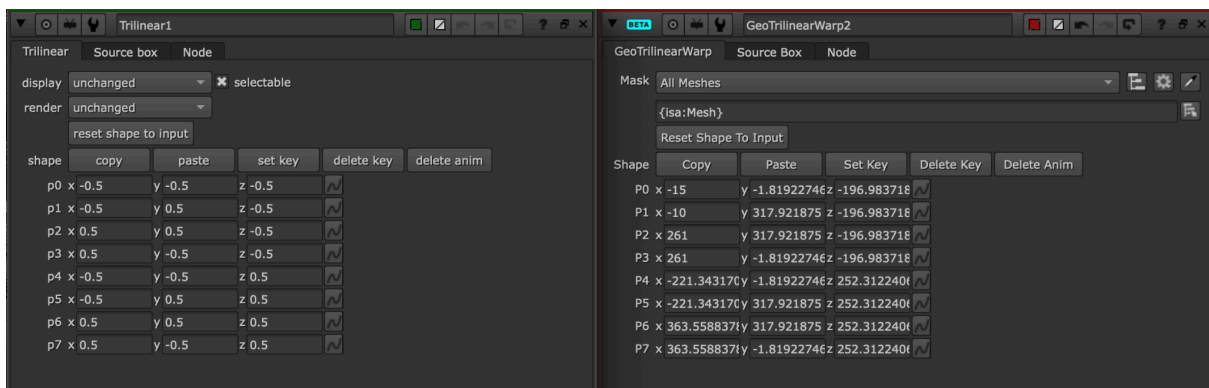 Trilinear1
?
Trilinear Source box Node
display unchanged selectable
render unchanged
reset shape to input
shape copy paste set key delete key delete anim
p0 x -0.5 y -0.5 z -0.5
p1 x -0.5 y 0.5 z -0.5
p2 x 0.5 y 0.5 z -0.5
p3 x 0.5 y -0.5 z -0.5
p4 x -0.5 y -0.5 z 0.5
p5 x -0.5 y 0.5 z 0.5
p6 x 0.5 y 0.5 z 0.5
p7 x 0.5 y -0.5 z 0.5
BETA GeoTrilinearWarp2
?
GeoTrilinearWarp Source Box Node
Mask All Meshes
{isa:Mesh}
Reset Shape To Input
Shape Copy Paste Set Key Delete Key Delete Anim
P0 x -15 y -1.81922746 z -196.983718
P1 x -10 y 317.921875 z -196.983718
P2 x 261 y 317.921875 z -196.983718
P3 x 261 y -1.81922746 z -196.983718
P4 x -221.343170 y -1.81922746 z 252.3122406
P5 x -221.343170 y 317.921875 z 252.3122406
P6 x 363.5588378 y 317.921875 z 252.3122406
P7 x 363.5588378 y -1.81922746 z 252.3122406